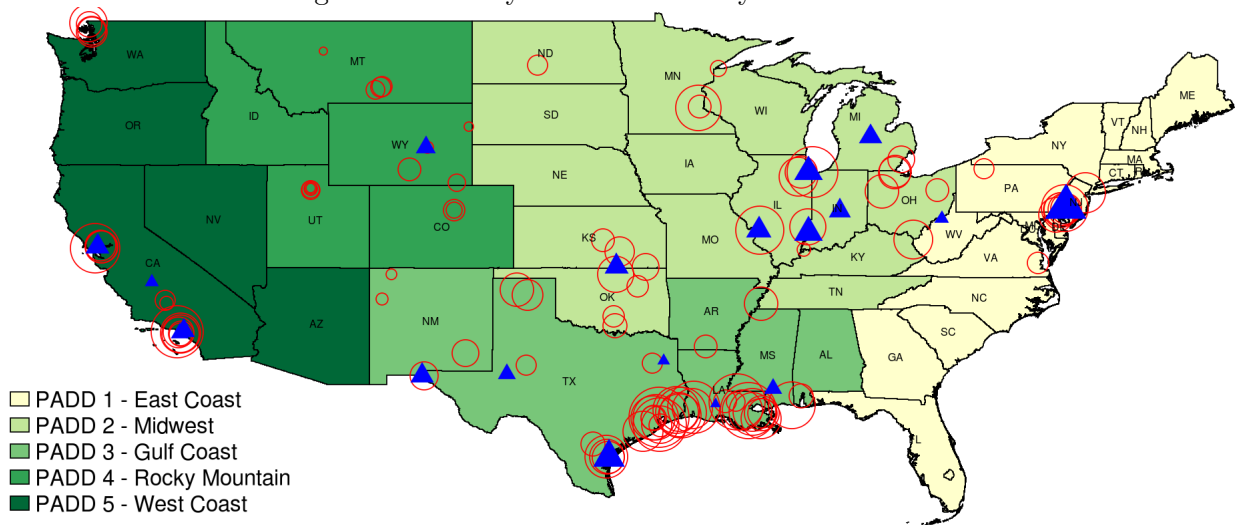 WA
MT
ND
MN
ME
OR
ID
SD
WI
MI
VT
NH
NY
WY
MA
CT
IA
NE
PA
NV
UT
CO
IL
IN
OH
NJ
WV
CA
KS
MO
KY
VA
AZ
NM
OK
AR
TN
NC
SC
TX
LA
MS
AL
GA
PADD 1 - East Coast
PADD 2 - Midwest
PADD 3 - Gulf Coast
PADD 4 - Rocky Mountain
PADD 5 - West Coast